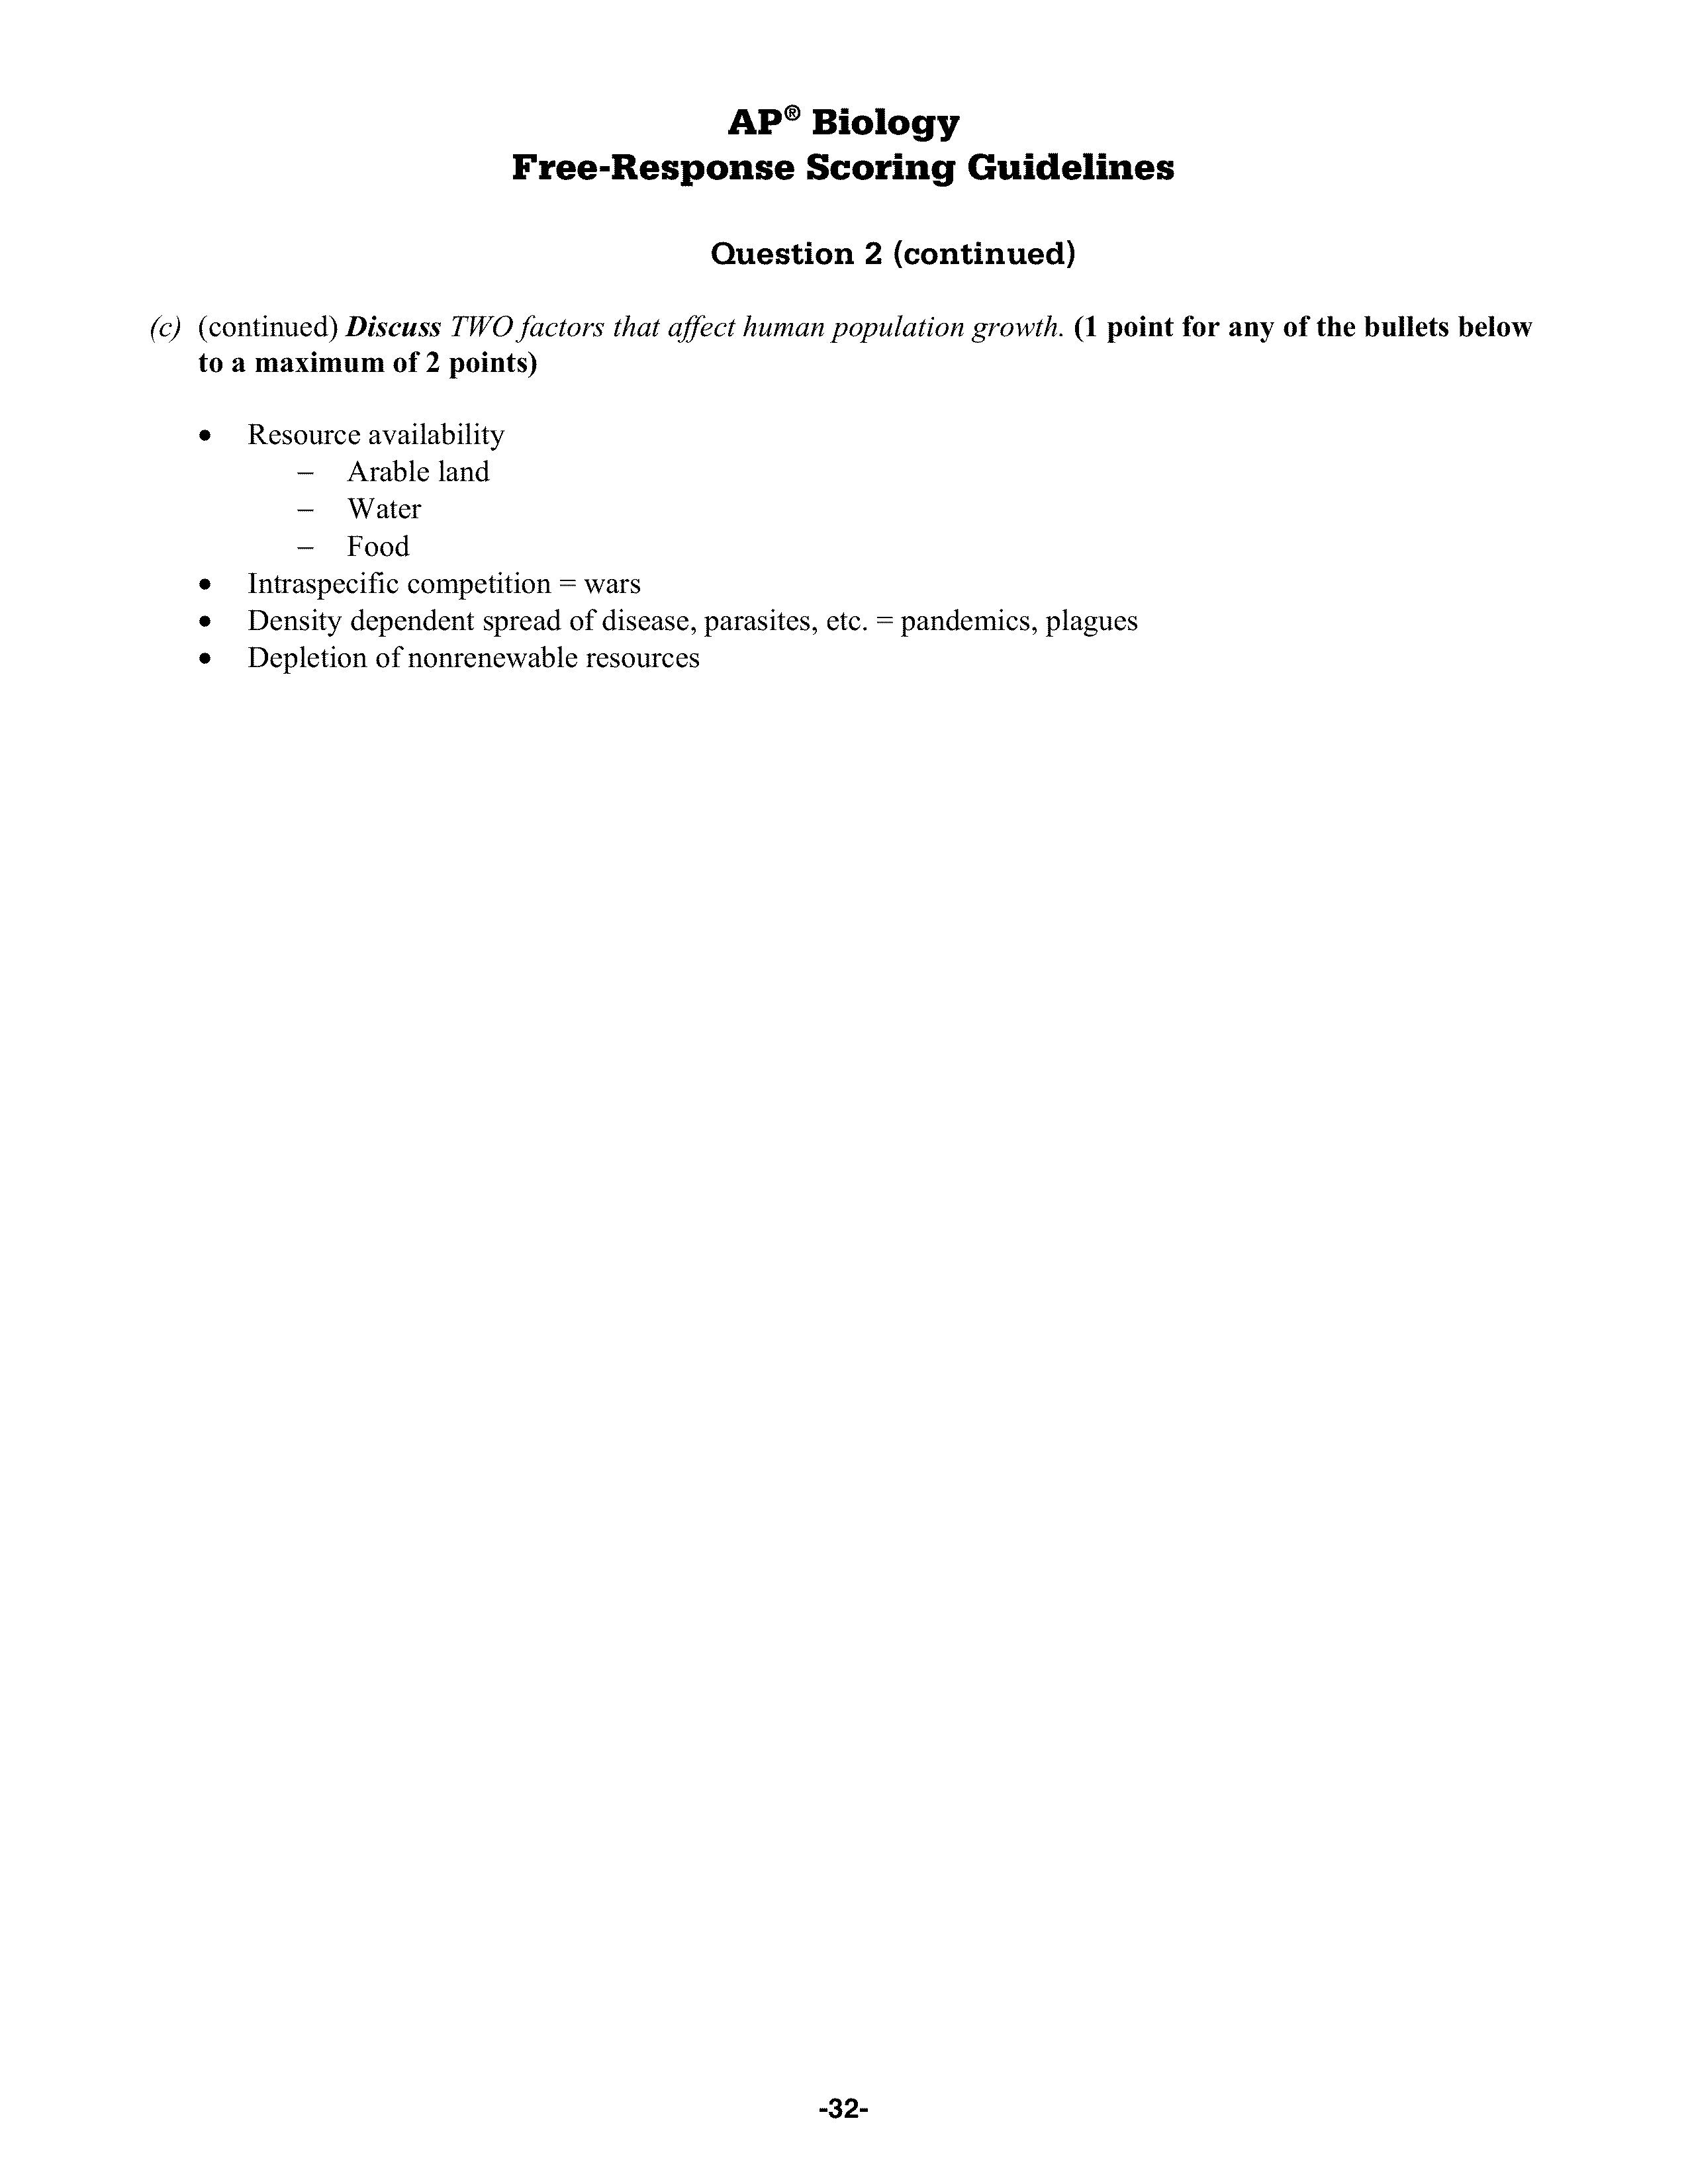 AP® Biology
Free-Response Scoring Guidelines
Question 2 (continued)
(c) (continued) Discuss TWO factors that affect human population growth. (1 point for any of the bullets below
to a maximum of 2 points)
• Resource availability
– Arable land
– Water
– Food
• Intraspecific competition = wars
• Density dependent spread of disease, parasites, etc. = pandemics, plagues
• Depletion of nonrenewable resources
-32-